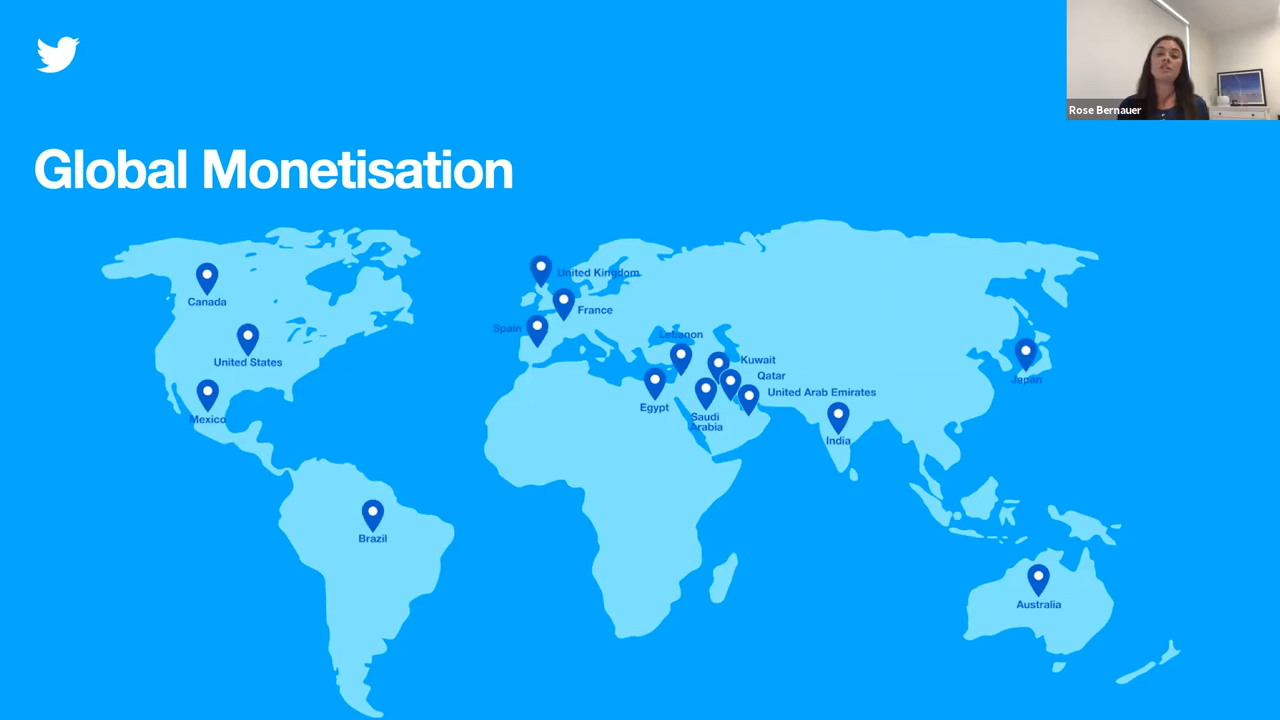 Rose Bernauer
Global Monetisation
United Kingdom
Canada
France
Spain
Lebanon
United States
Kuwait
Qatar
Japan
United Arab Emirates
Egypt
Mexico
Saudi
Arabia
India
Brazil
Australia